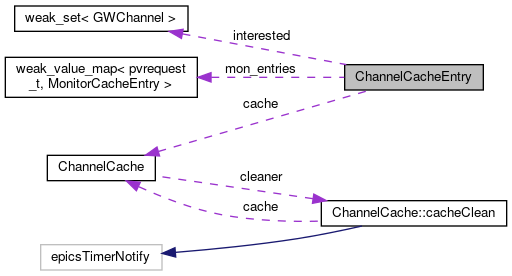 weak_set< GWChannel >
interested
weak_value_map< pvrequest
_t, MonitorCacheEntry >
mon_entries
ChannelCacheEntry
cache
ChannelCache
cleaner
cache
ChannelCache::cacheClean
epicsTimerNotify